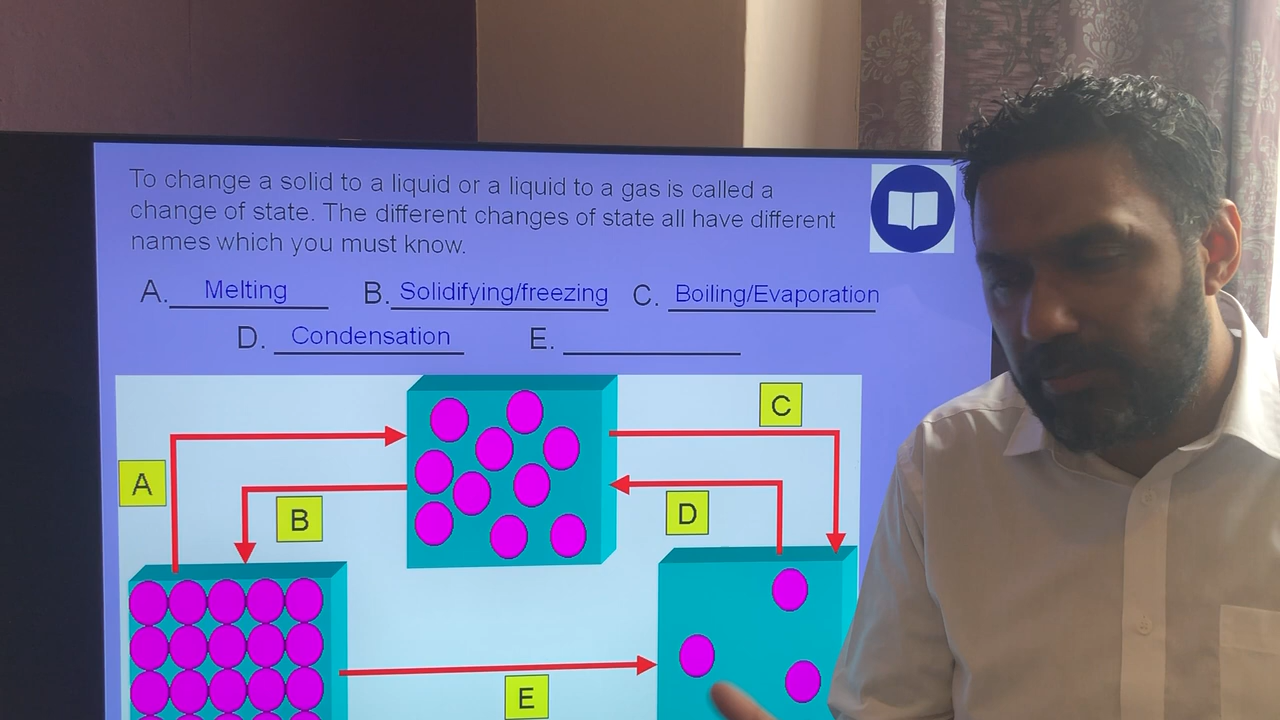 To change a solid to a liquid or a liquid to a gas is called a
change of state. The different changes of state all have different
names which you must know.
A. Melting B. Solidifying/freezing C. Boiling/Evaporation
D. Condensation E.
C
A
B
D
E